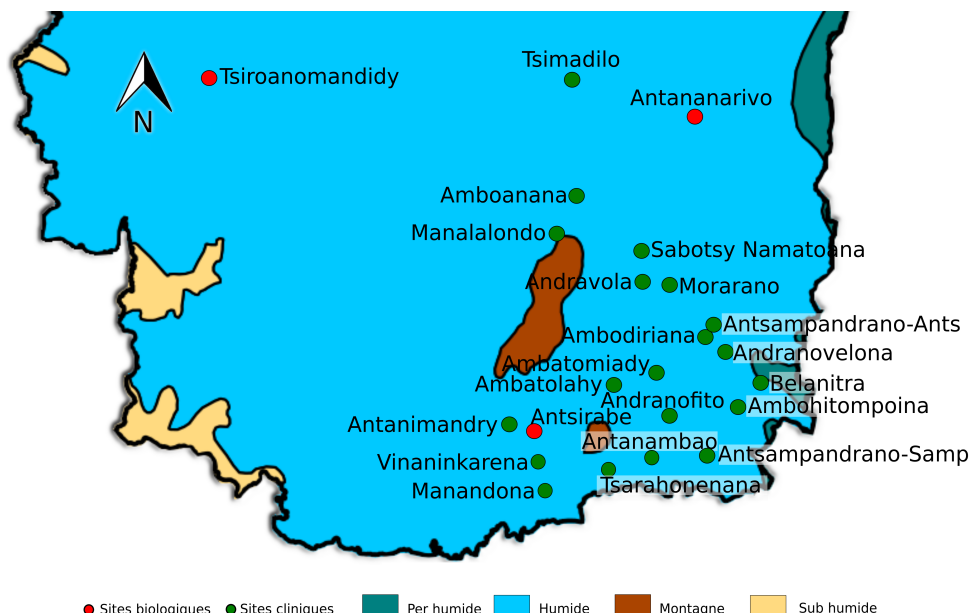 Tsimadilo
Tsiroanomandidy
Antananarivo
N
Amboanana
Manalalondo
Sabotsy Namatoana
Andravola
Morarano
Antsampandrano-Ants
Ambodiriana
Andranovelona
Ambatomiady
Ambatolahy
Belanitra
Andranofito
Ambohitompoina
Antsirabe
Antanimandry
Antanambao
Antsampandrano-Samp
Vinaninkarena
Tsarahonenana
Manandona
Sites biologiques Sites cliniques Per humide Humide Montagne Sub humide